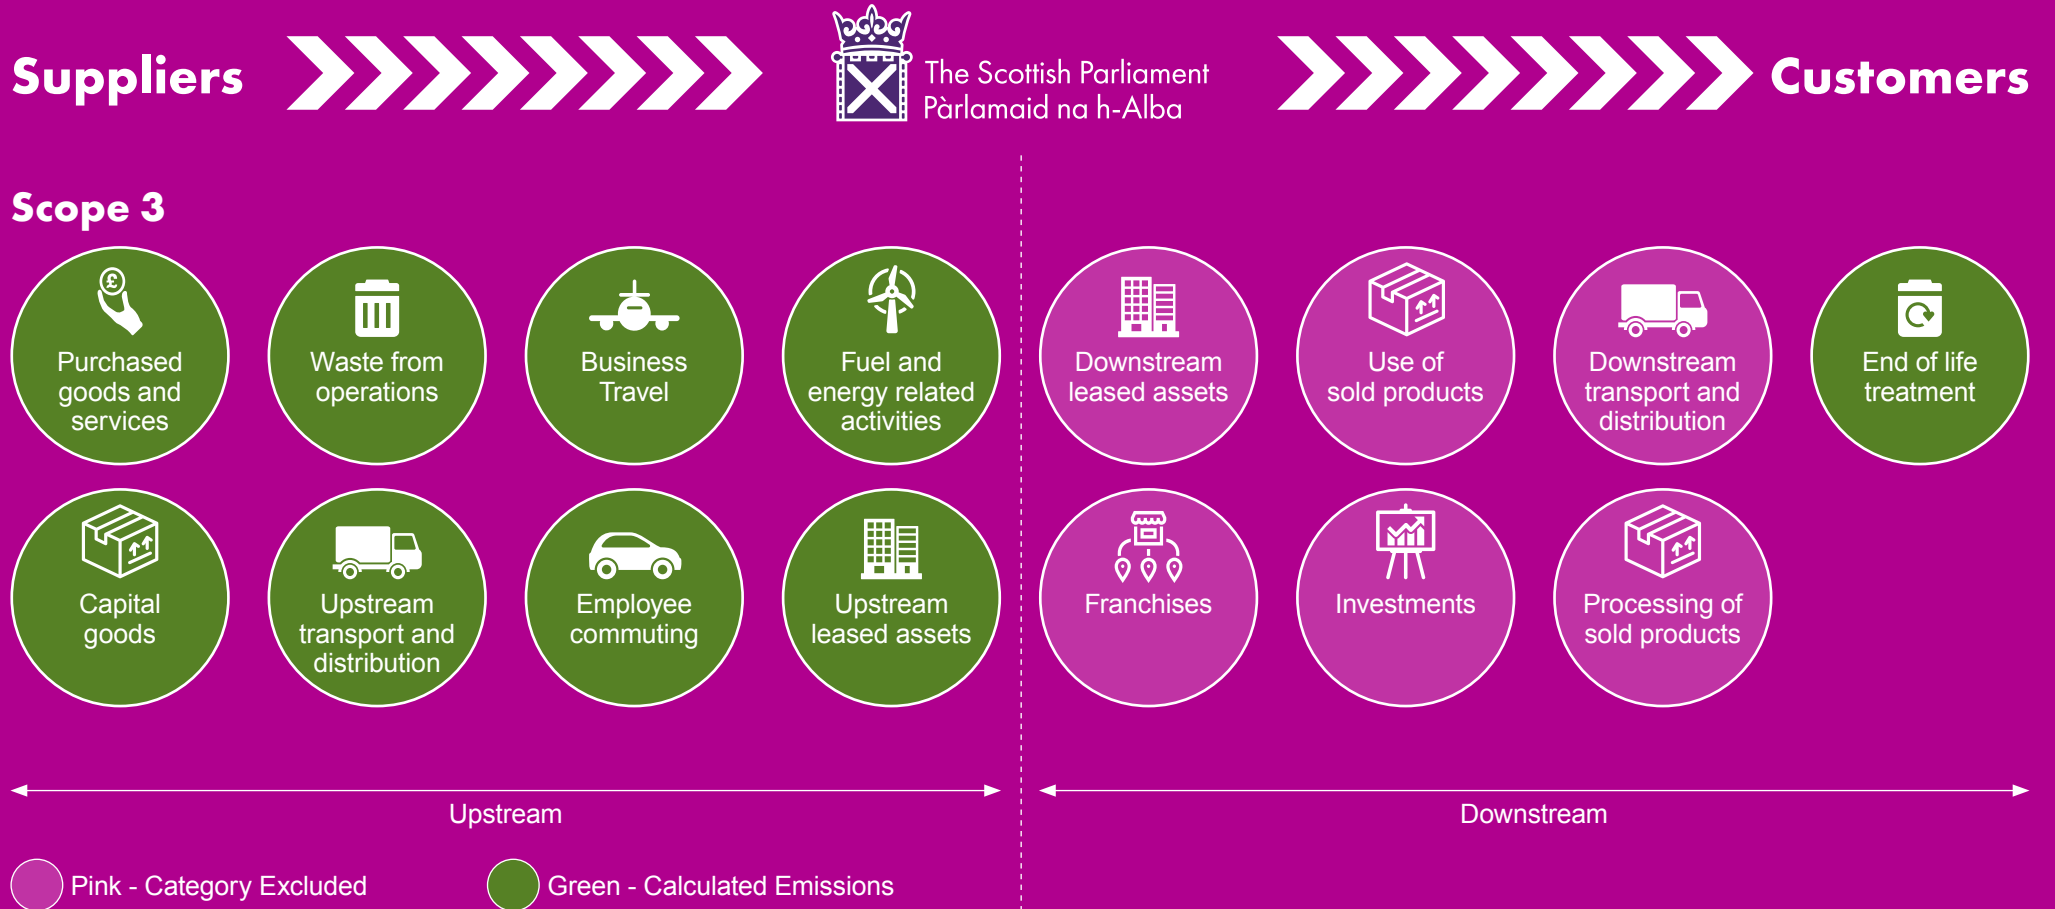 Suppliers
The Scottish Parliament
Pàrlamaid na h-Alba
Customers
Scope 3
£
Purchased
goods and
services
Waste from
operations
Business
Travel
Fuel and
energy related
activities
Downstream
leased assets
Use of
sold products
Downstream
transport and
distribution
End of life
treatment
Capital
goods
Upstream
transport and
distribution
Employee
commuting
Upstream
leased assets
Franchises
Investments
Processing of
sold products
Upstream
Downstream
Pink - Category Excluded
Green - Calculated Emissions